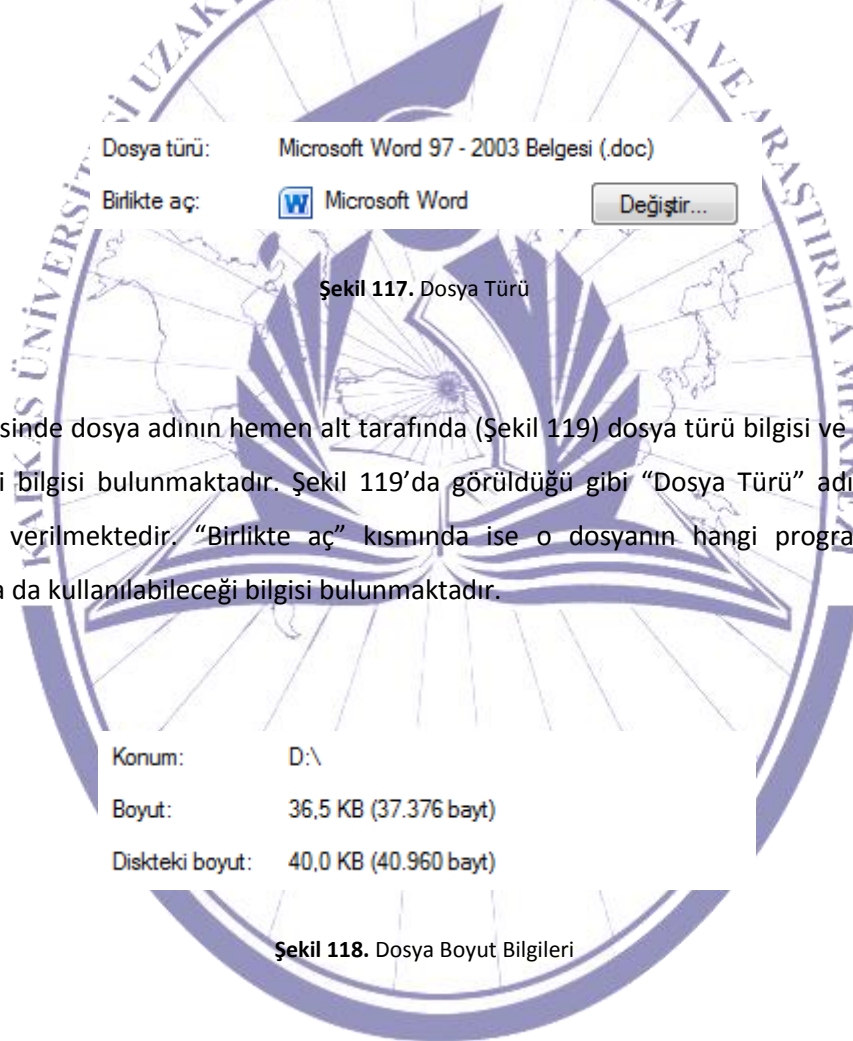 Dosya türü: Microsoft Word 97 - 2003 Belgesi (.doc)
Birlikte aç: Microsoft Word Değiştir...
Şekil 117. Dosya Türü
dosya adının hemen alt tarafında (Şekil 119) dosya türü bilgisi ve
bilgisi bulunmaktadır. Şekil 119’da görüldüğü gibi “Dosya Türü”
verilmektedir. “Birlikte aç” kısmında ise o dosyanın hangi
da kullanılabileceği bilgisi bulunmaktadır.
Konum: D:\
Boyut: 36,5 KB (37.376 bayt)
Diskteki boyut: 40,0 KB (40.960 bayt)
Şekil 118. Dosya Boyut Bilgileri
VE